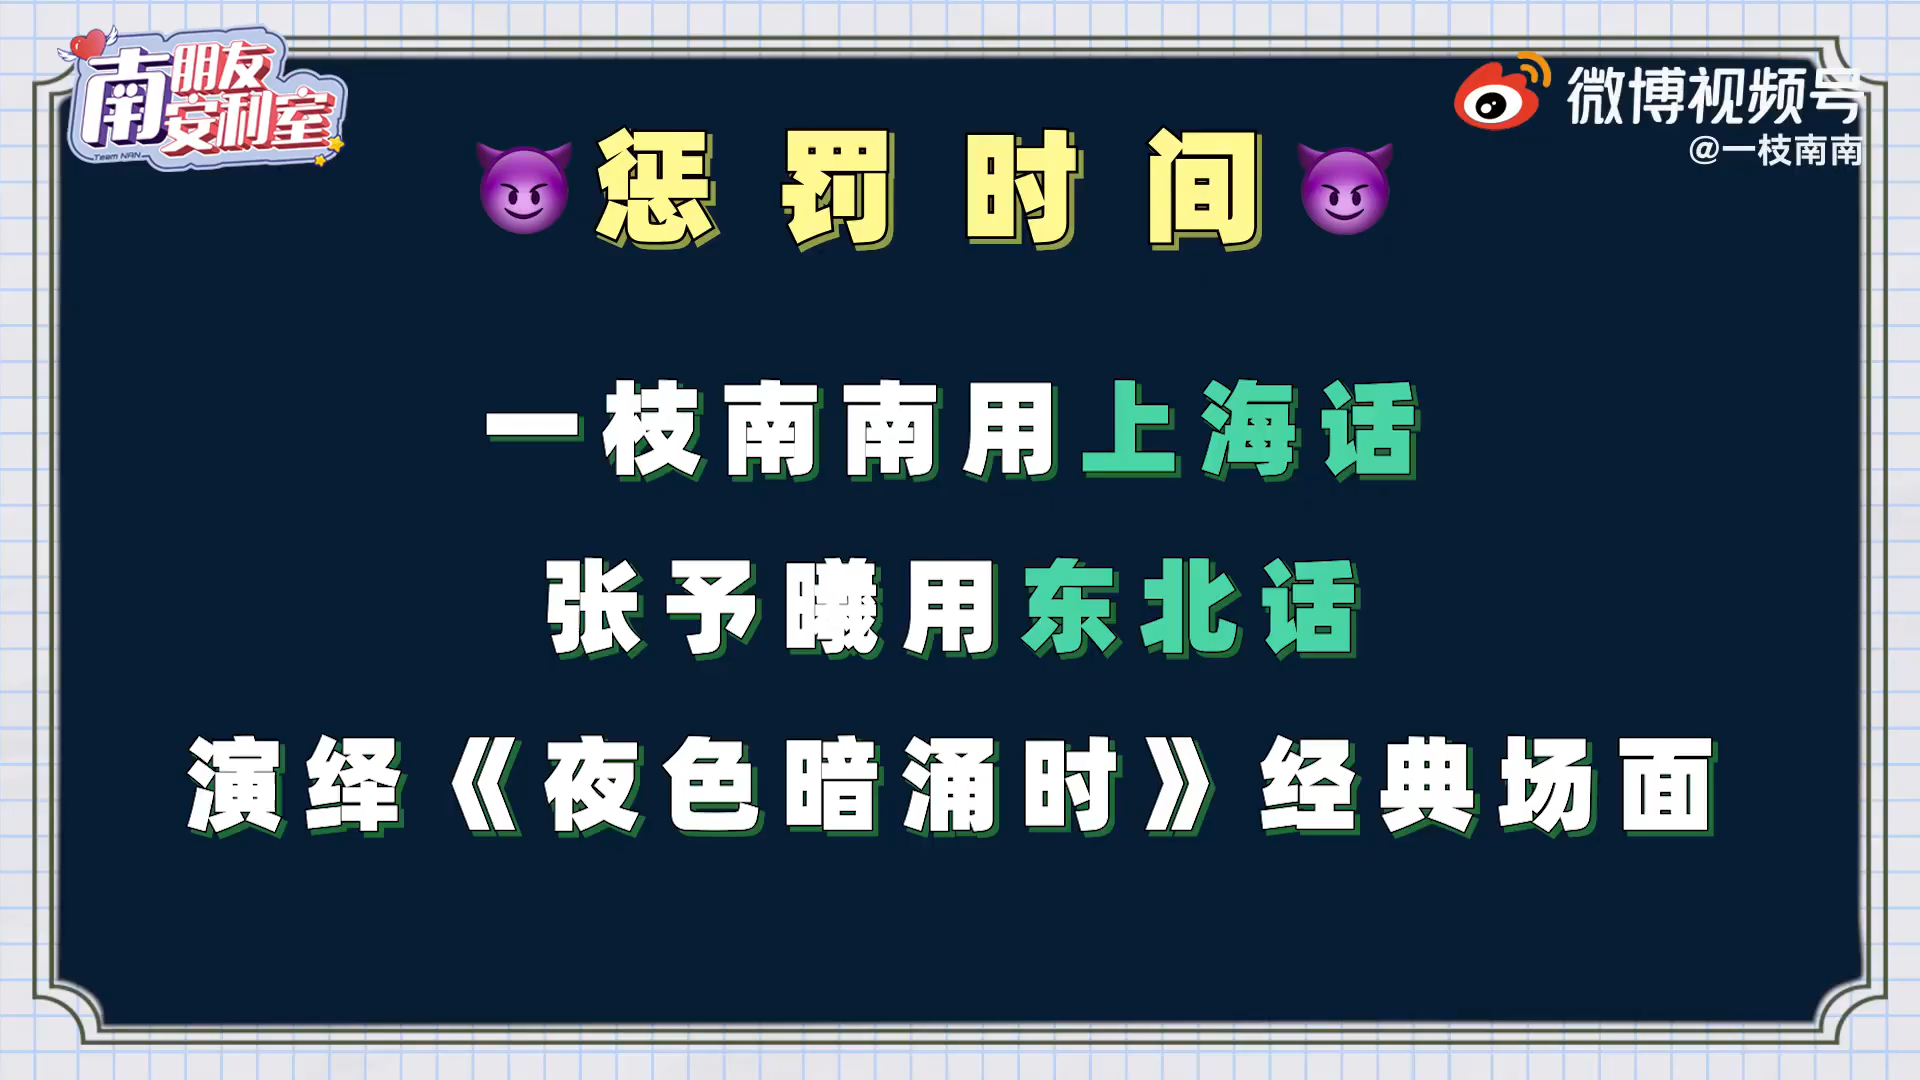 南朋友
安利室
Team NAN
微博视频号
@一枝南南
惩罚时间
一枝南南用上海话
张予曦用东北话
演绎《夜色暗涌时》经典场面